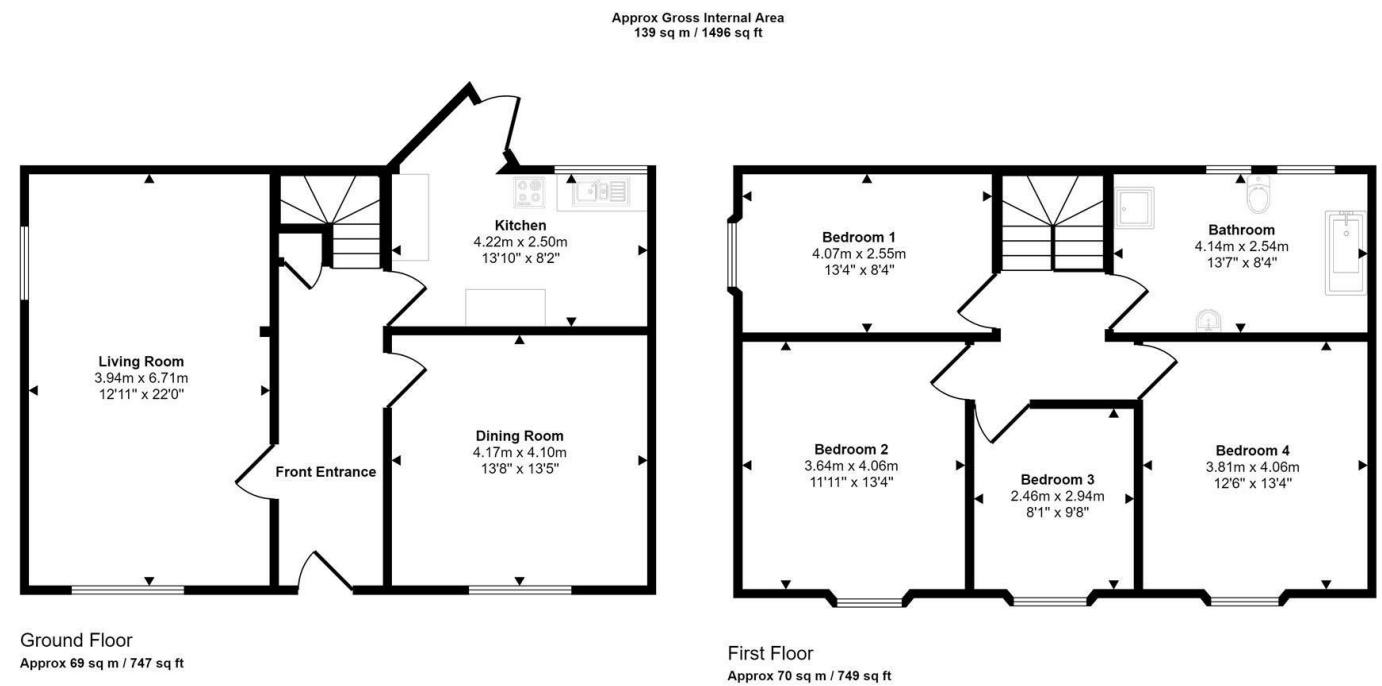 Approx Gross Internal Area
139 sq m / 1496 sq ft
Kitchen
4.22m x 2.50m
13'10" x 8'2"
Living Room
3.94m x 6.71m
12'11" x 22'0"
Dining Room
4.17m x 4.10m
13'8" x 13'5"
Front Entrance
Ground Floor
Approx 69 sq m / 747 sq ft
Bedroom 1
4.07m x 2.55m
13'4" x 8'4"
Bathroom
4.14m x 2.54m
13'7" x 8'4"
Bedroom 2
3.64m x 4.06m
11'11" x 13'4"
Bedroom 3
2.46m x 2.94m
8'1" x 9'8"
Bedroom 4
3.81m x 4.06m
12'6" x 13'4"
First Floor
Approx 70 sq m / 749 sq ft